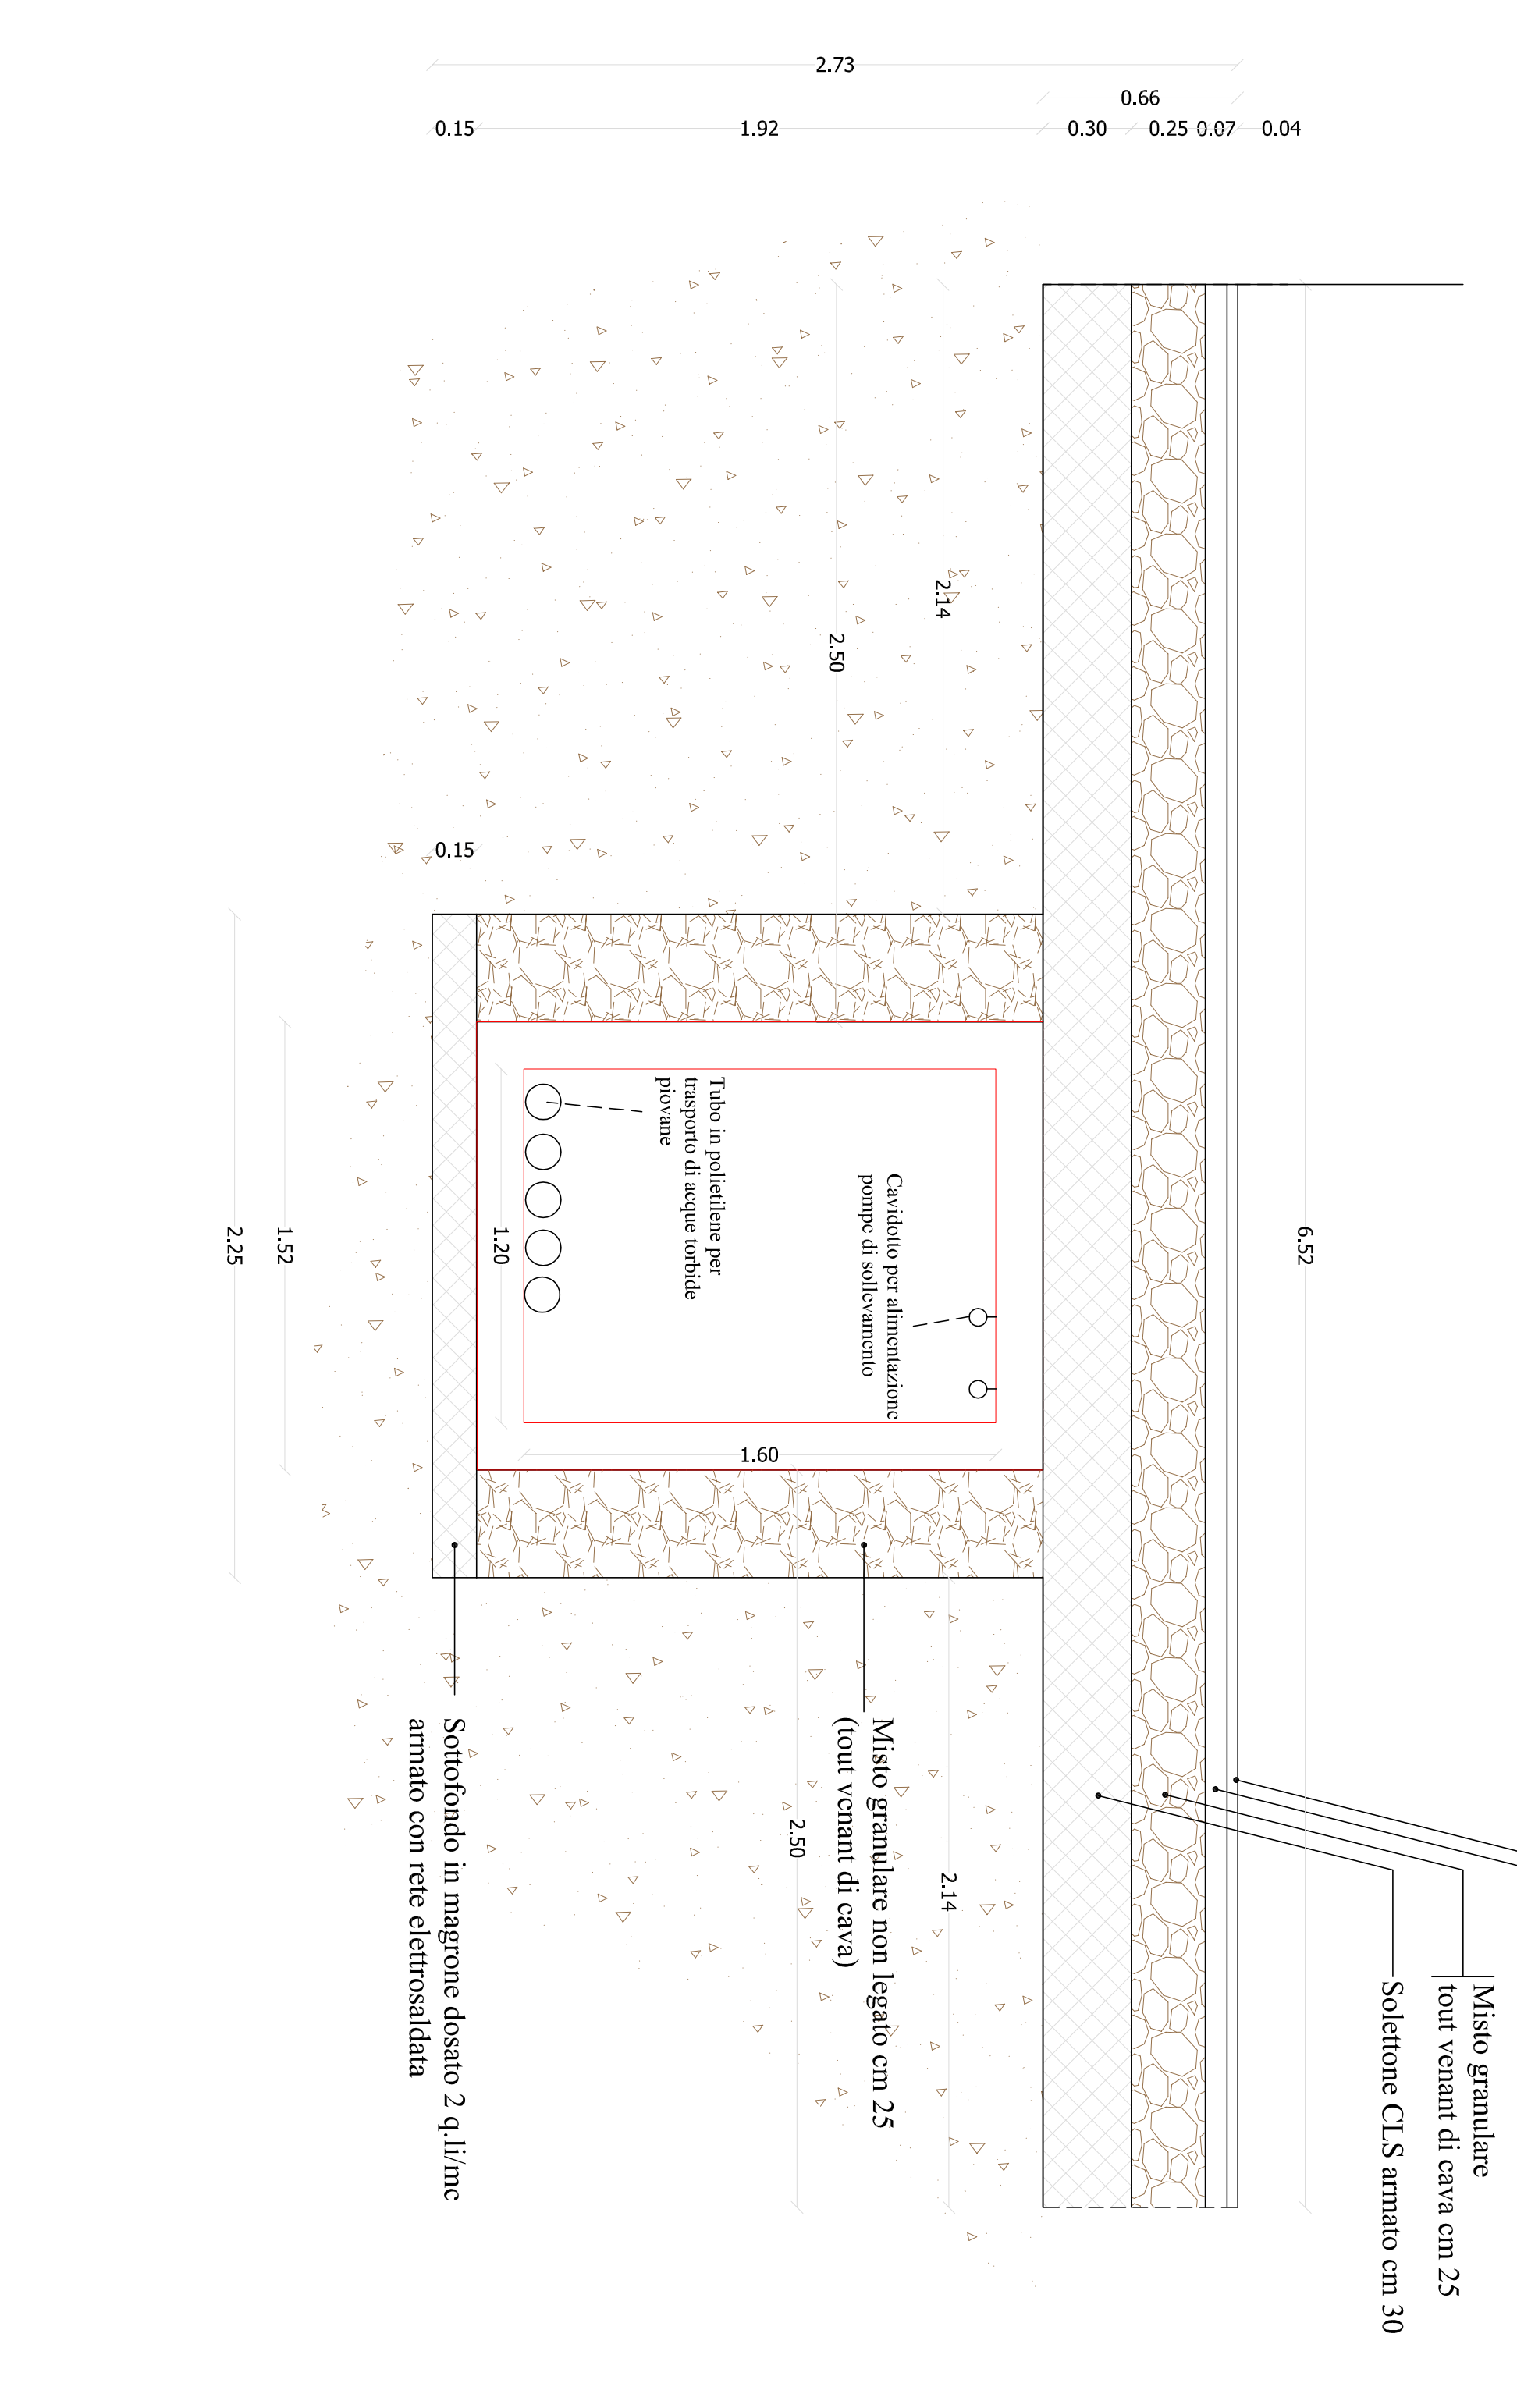 2.73
0.66
0.15
1.92
0.30
0.25
0.07
0.04
2.14
2.50
0.15
6.52
Tubo in polietilene per
trasporto di acque torbide
piovane
Cavidotto per alimentazione
pompe di sollevamento
1.20
1.52
2.25
1.60
Misto granulare
tout venant di cava cm 25
Solettone CLS armato cm 30
Misto granulare non legato cm 25
(tout venant di cava)
2.50
2.14
Sottofondo in magrone dosato 2 q.li/mc
armato con rete elettrosaldata